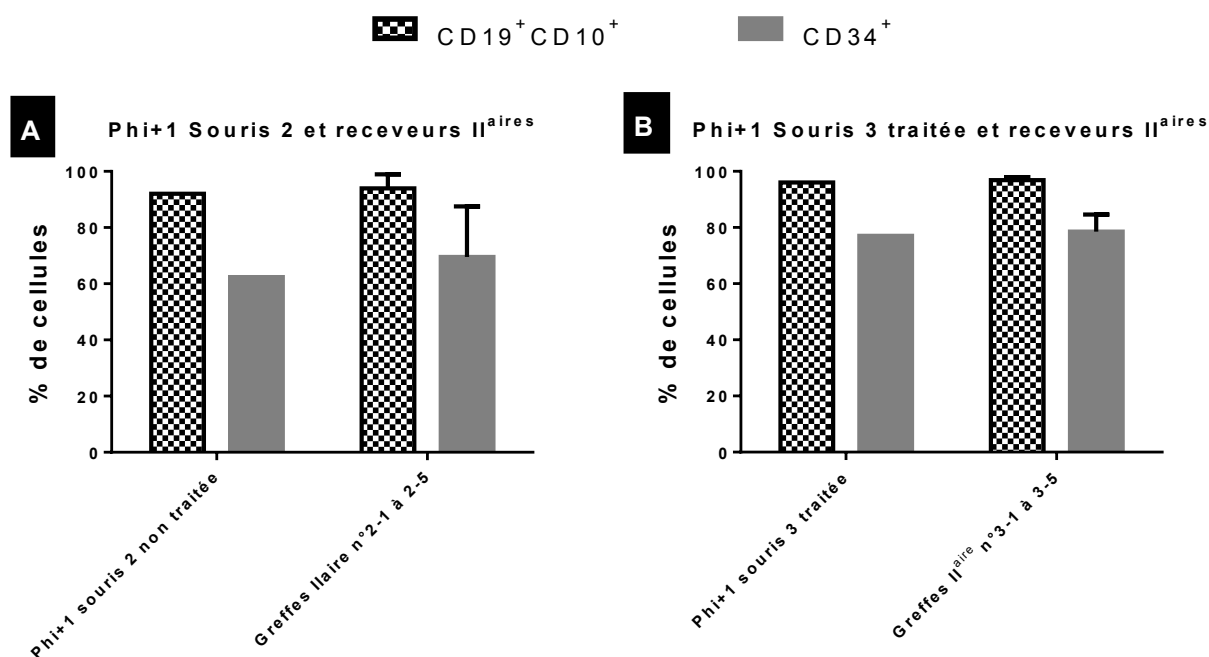 CD19⁺CD10⁺ CD34⁺
A Phi+1 Souris 2 et receveurs IIᵃⁱʳᵉˢ
B Phi+1 Souris 3 traitée et receveurs IIᵃⁱʳᵉˢ
% de cellules
100
80
60
40
20
0
Phi+1 souris 2 non traitée
Greffes IIaire n°2-1 à 2-5
% de cellules
100
80
60
40
20
0
Phi+1 souris 3 traitée
Greffes IIᵃⁱʳᵉ n°3-1 à 3-5